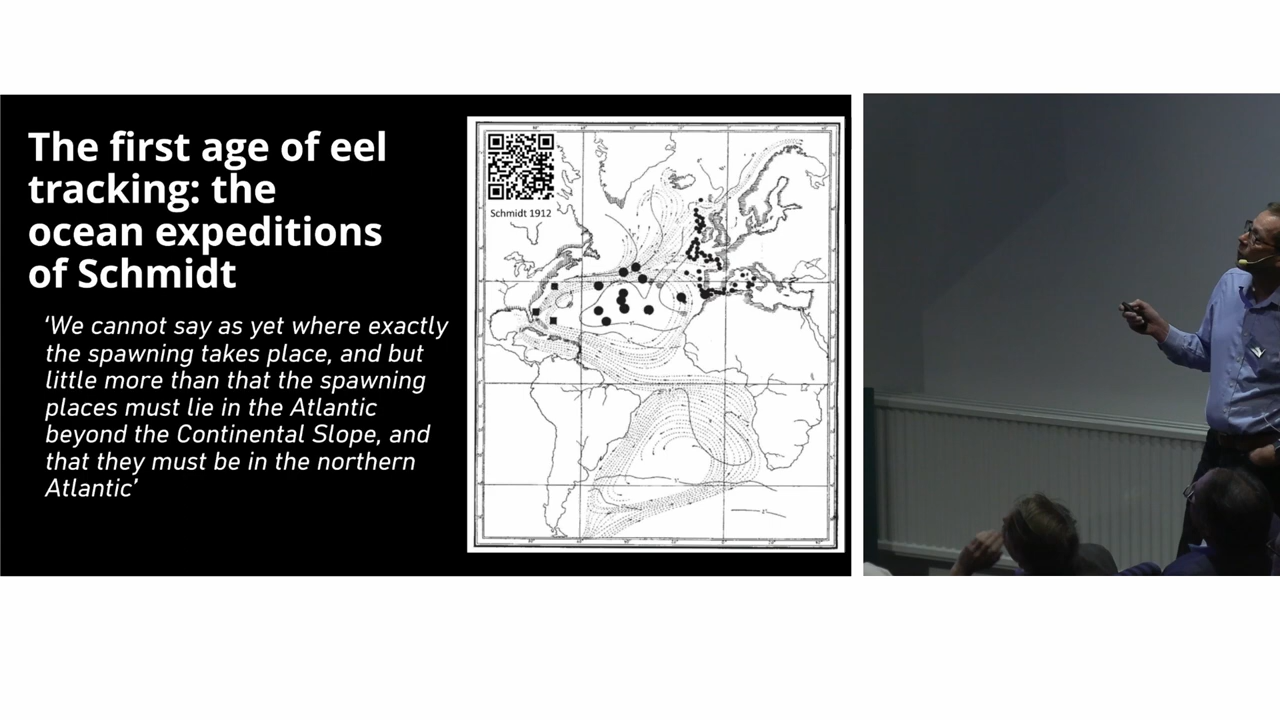 The first age of eel
tracking: the
ocean expeditions
of Schmidt
‘We cannot say as yet where exactly
the spawning takes place, and but
little more than that the spawning
places must lie in the Atlantic
beyond the Continental Slope, and
that they must be in the northern
Atlantic’
Schmidt 1912